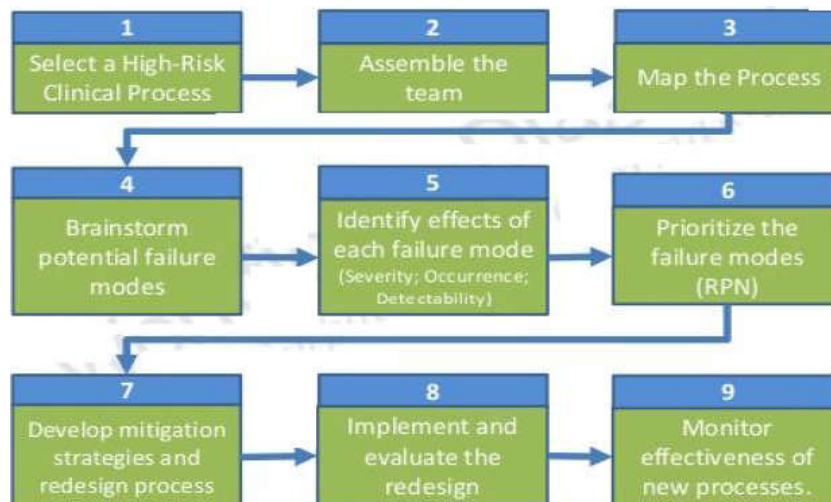 1
Select a High-Risk
Clinical Process
2
Assemble the
team
3
Map the Process
4
Brainstorm
potential failure
modes
5
Identify effects of
each failure mode
(Severity; Occurrence;
Detectability)
6
Prioritize the
failure modes
(RPN)
7
Develop mitigation
strategies and
redesign process
8
Implement and
evaluate the
redesign
9
Monitor
effectiveness of
new processes.